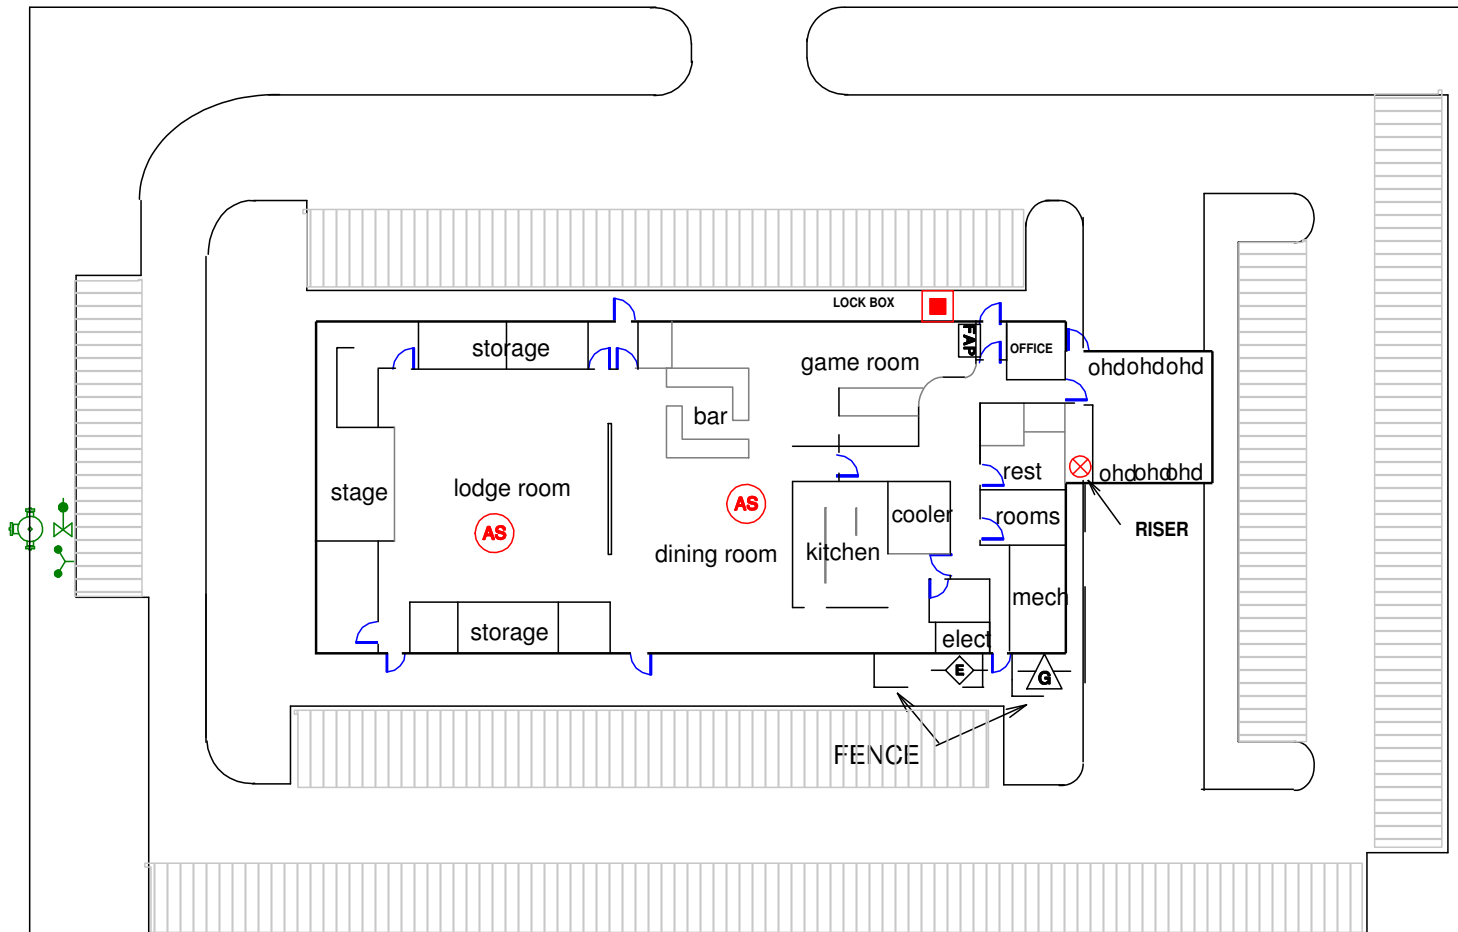 LOCK BOX
storage
FAP
OFFICE
game room
ohdohdohd
bar
rest
ohdohdohd
stage
lodge room
AS
cooler
rooms
AS
RISER
dining room
kitchen
mech
storage
elect
E
G
FENCE